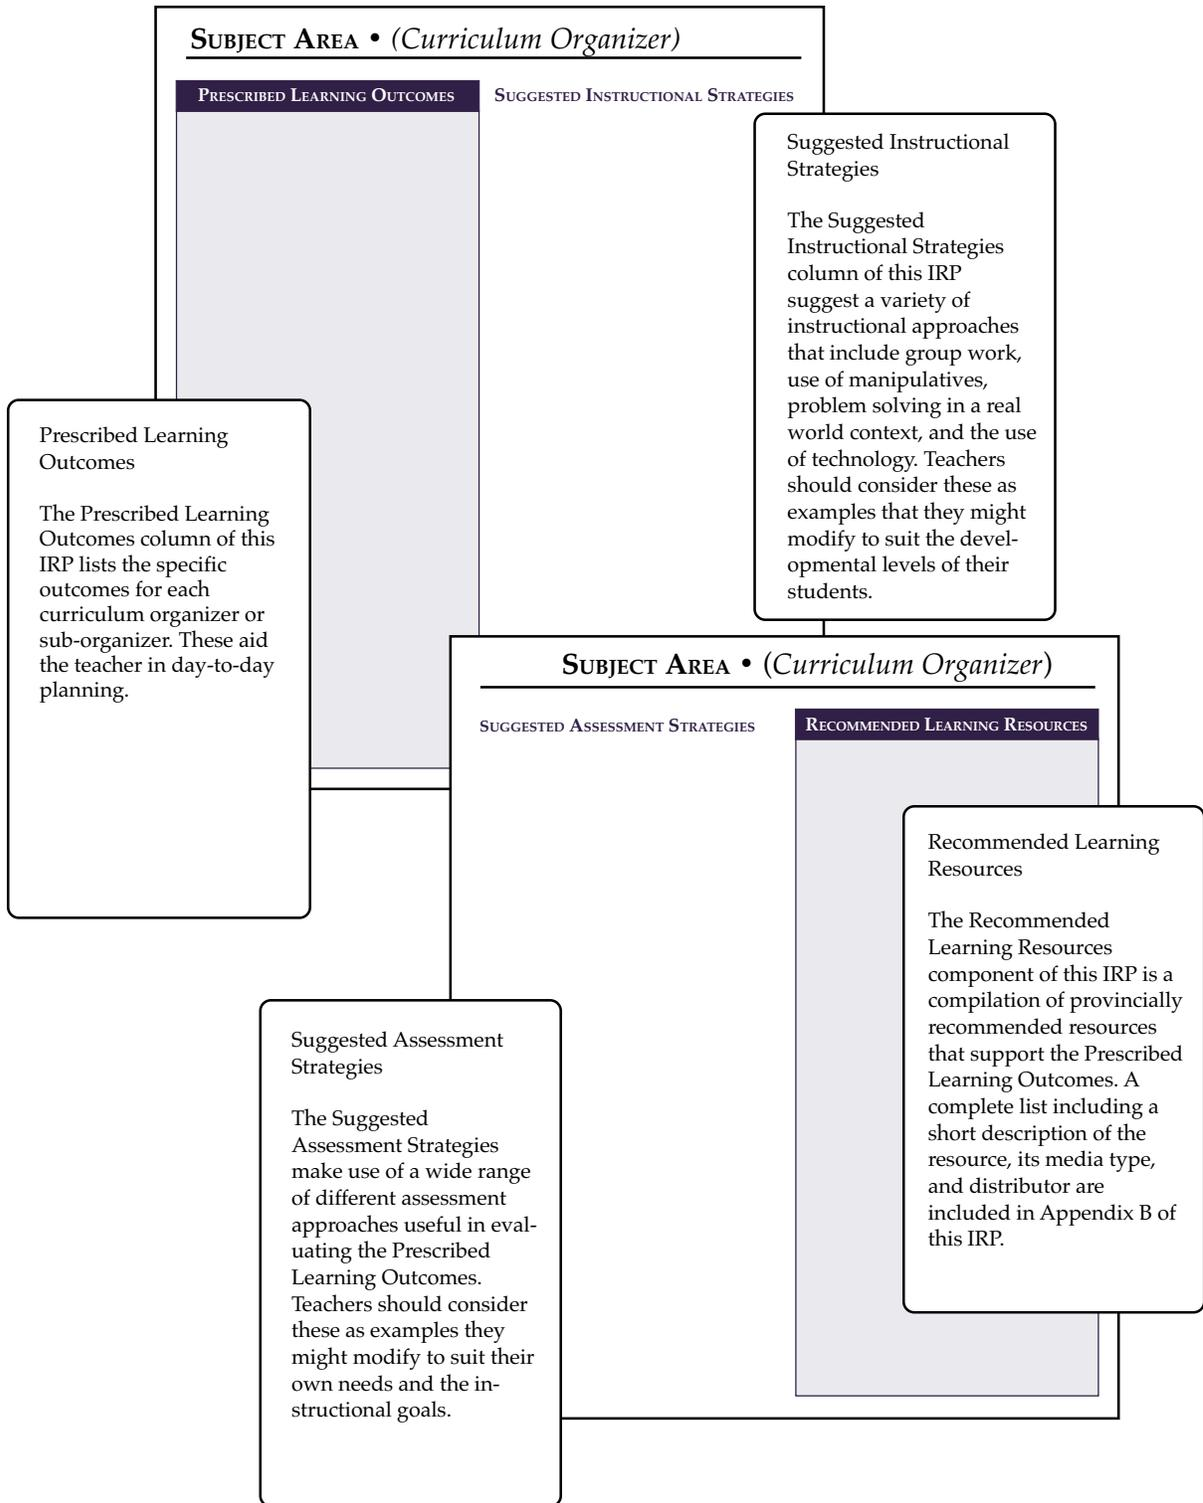 SUBJECT AREA • (Curriculum Organizer)
PRESCRIBED LEARNING OUTCOMES
SUGGESTED INSTRUCTIONAL STRATEGIES
Suggested Instructional
Strategies
The Suggested
Instructional Strategies
column of this IRP
suggest a variety of
instructional approaches
that include group work,
use of manipulatives,
problem solving in a real
world context, and the use
of technology. Teachers
should consider these as
examples that they might
modify to suit the devel-
opmental levels of their
students.
Prescribed Learning
Outcomes
The Prescribed Learning
Outcomes column of this
IRP lists the specific
outcomes for each
curriculum organizer or
sub-organizer. These aid
the teacher in day-to-day
planning.
SUBJECT AREA • (Curriculum Organizer)
SUGGESTED ASSESSMENT STRATEGIES
RECOMMENDED LEARNING RESOURCES
Recommended Learning
Resources
The Recommended
Learning Resources
component of this IRP is a
compilation of provincially
recommended resources
that support the Prescribed
Learning Outcomes. A
complete list including a
short description of the
resource, its media type,
and distributor are
included in Appendix B of
this IRP.
Suggested Assessment
Strategies
The Suggested
Assessment Strategies
make use of a wide range
of different assessment
approaches useful in eval-
uating the Prescribed
Learning Outcomes.
Teachers should consider
these as examples they
might modify to suit their
own needs and the in-
structional goals.